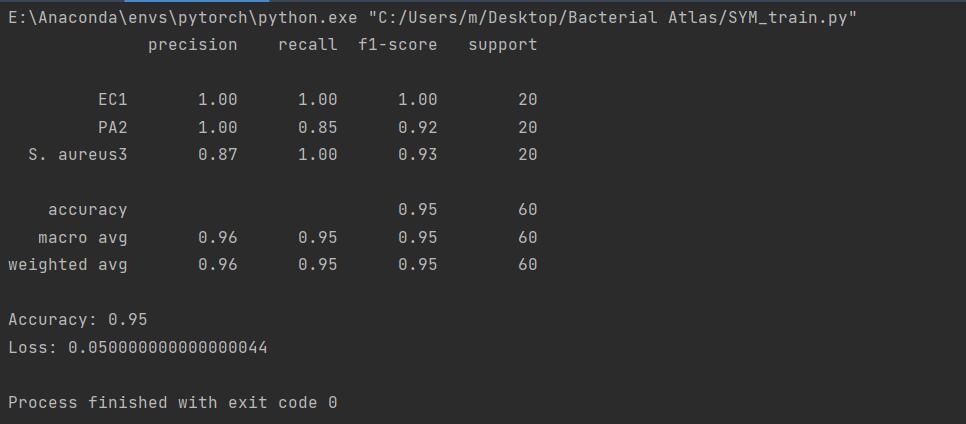 E:\Anaconda\envs\pytorch\python.exe "C:/Users/m/Desktop/Bacterial Atlas/SYM_train.py"
precision recall f1-score support
EC1 1.00 1.00 1.00 20
PA2 1.00 0.85 0.92 20
S. aureus3 0.87 1.00 0.93 20
accuracy 0.95 60
macro avg 0.96 0.95 0.95 60
weighted avg 0.96 0.95 0.95 60
Accuracy: 0.95
Loss: 0.050000000000000044
Process finished with exit code 0